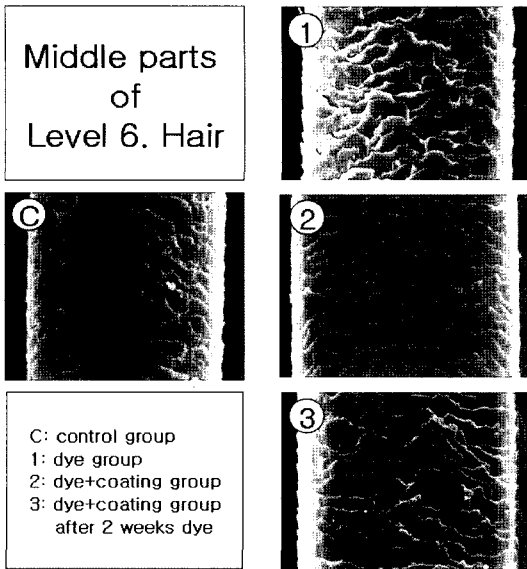 Middle parts
of
Level 6. Hair
1
C
2
C: control group
1: dye group
2: dye+coating group
3: dye+coating group
after 2 weeks dye
3